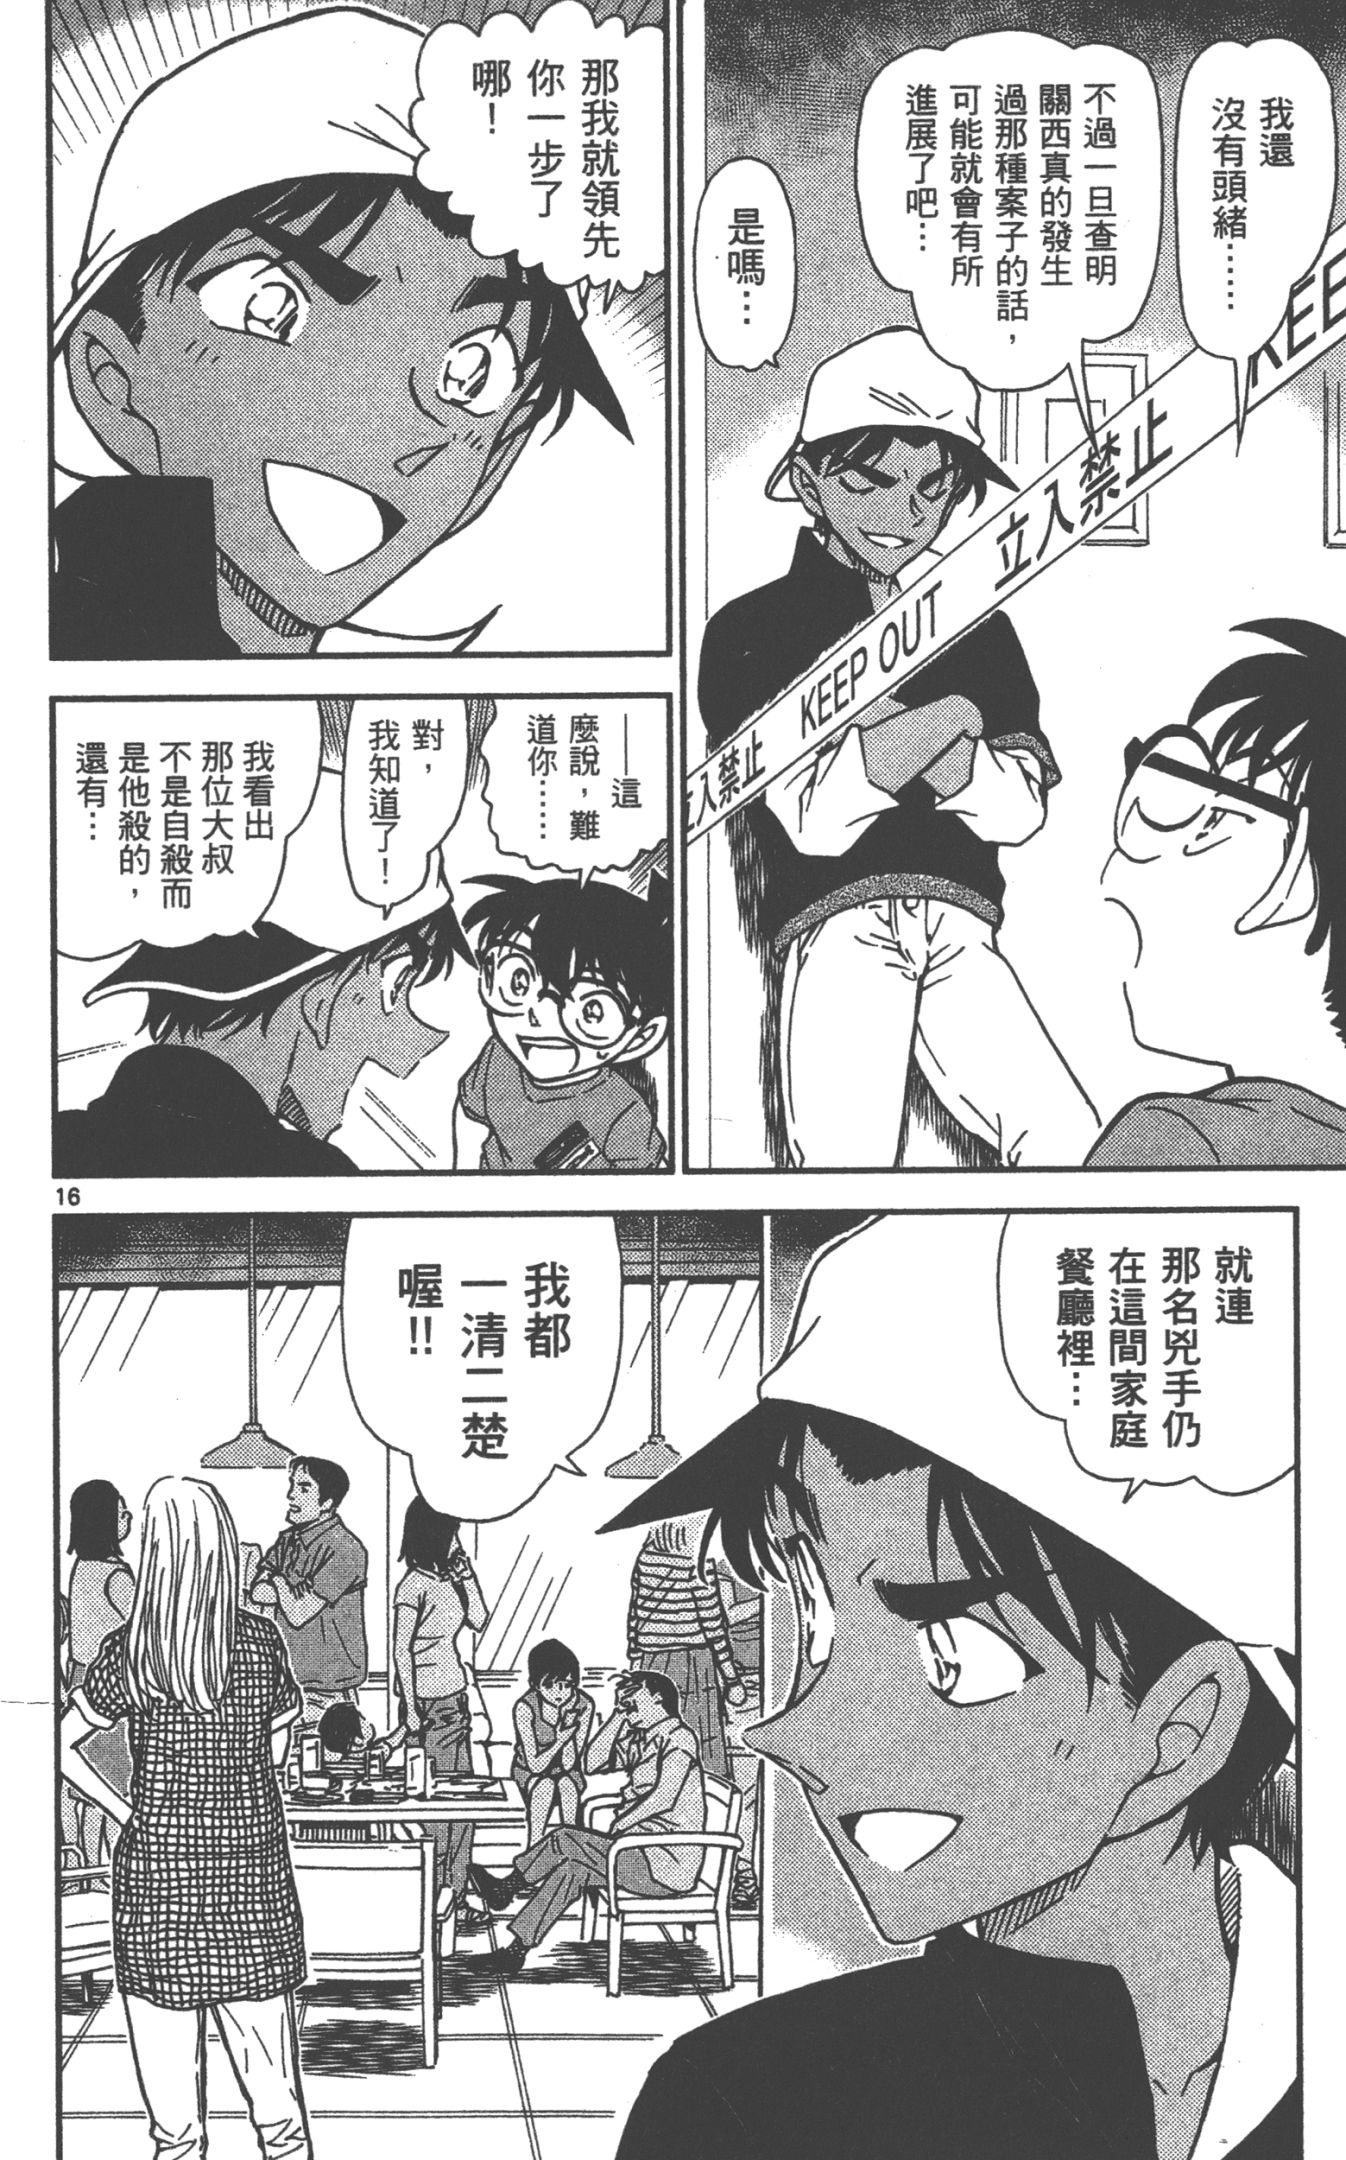 我還
沒有頭緒……
不過一旦查明
關西真的發生
過那種案子的話，
可能就會有所
進展了吧…
是嗎…
KEE
立入禁止
KEEP OUT
立入禁止
那我就領先
你一步了
哪！
——這
麼說，難
道你……
對，
我知道了！
我看出
那位大叔
不是自殺而
是他殺的，
還有…
16
就連
那名兇手仍
在這間家庭
餐廳裡…
我都
一清二楚
喔!!